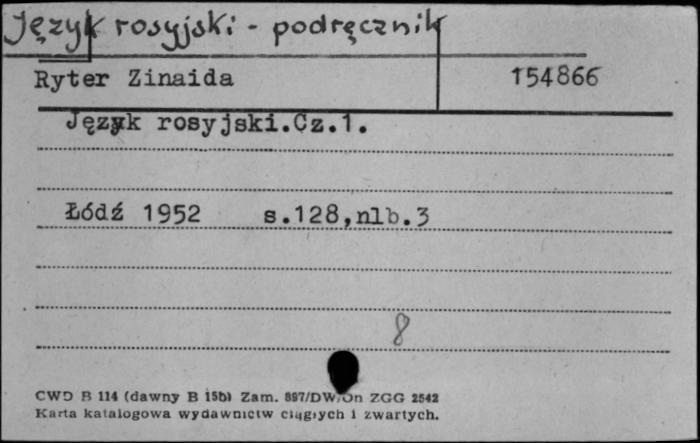 Język rosyjski - podręcznik
Ryter Zinaida 154866
Język rosyjski.Cz.1.
Łódź 1952 s.128,nlb.3
8
CWD B 114 (dawny B 15b) Zam. 897/DW/On ZGG 2542
Karta katalogowa wydawnictw ciągłych i zwartych.